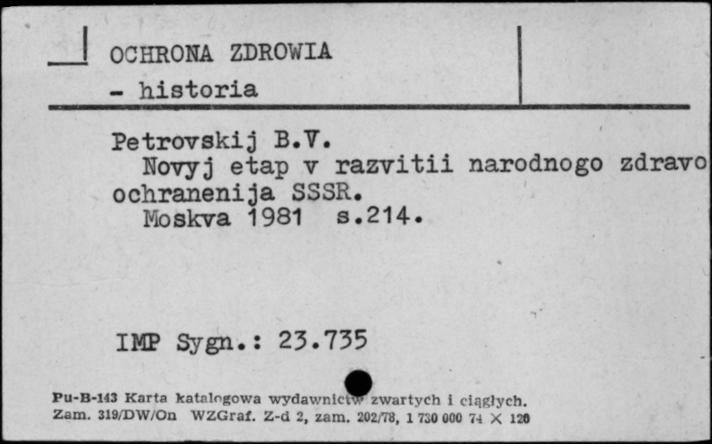 OCHRONA ZDROWIA
- historia
Petrovskij B.V.
Novyj etap v razvitii narodnogo zdravo
ochranenija SSSR.
Moskva 1981 s.214.
IMP Sygn.: 23.735
Pu-B-143 Karta katalogowa wydawnictw zwartych i ciągłych.
Zam. 319/DW/On WZGraf. Z-d 2, zam. 202/78, 1 730 000 74 X 120